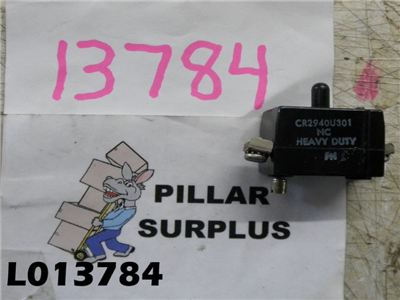 13784
CR2940U301
NC
HEAVY DUTY
PILLAR
SURPLUS
L013784